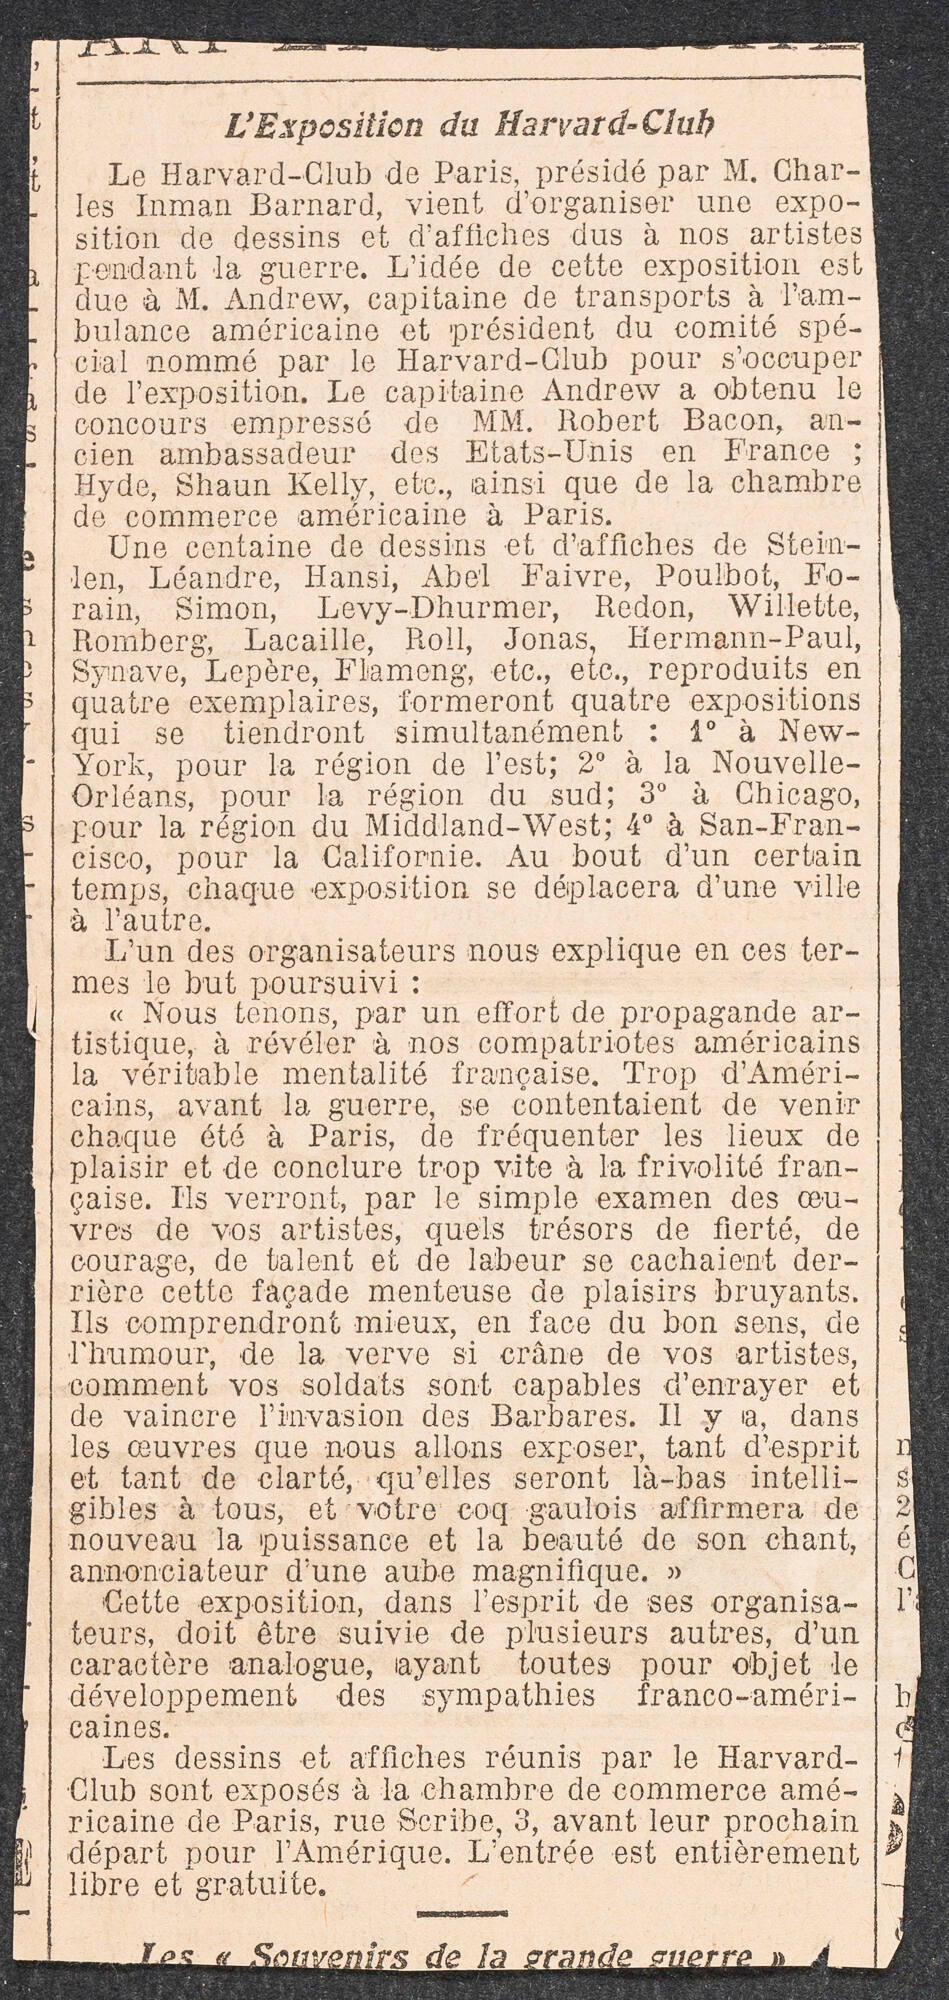 L'Exposition du Harvard-Club
Le Harvard-Club de Paris, présidé par M. Char-
les Inman Barnard, vient d'organiser une expo-
sition de dessins et d'affiches dus à nos artistes
pendant la guerre. L'idée de cette exposition est
due à M. Andrew, capitaine de transports à l'am-
bulance américaine et président du comité spé-
cial nommé par le Harvard-Club pour s'occuper
de l'exposition. Le capitaine Andrew a obtenu le
concours empressé de MM. Robert Bacon, an-
cien ambassadeur des Etats-Unis en France ;
Hyde, Shaun Kelly, etc., ainsi que de la chambre
de commerce américaine à Paris.
Une centaine de dessins et d'affiches de Stein-
len, Léandre, Hansi, Abel Faivre, Poulbot, Fo-
rain, Simon, Levy-Dhurmer, Redon, Willette,
Romberg, Lacaille, Roll, Jonas, Hermann-Paul,
Synave, Lepère, Flameng, etc., etc., reproduits en
quatre exemplaires, formeront quatre expositions
qui se tiendront simultanément : 1° à New-
York, pour la région de l'est; 2° à la Nouvelle-
Orléans, pour la région du sud; 3° à Chicago,
pour la région du Middland-West; 4° à San-Fran-
cisco, pour la Californie. Au bout d'un certain
temps, chaque exposition se déplacera d'une ville
à l'autre.
L'un des organisateurs nous explique en ces ter-
mes le but poursuivi :
« Nous tenons, par un effort de propagande ar-
tistique, à révéler à nos compatriotes américains
la véritable mentalité française. Trop d'Améri-
cains, avant la guerre, se contentaient de venir
chaque été à Paris, de fréquenter les lieux de
plaisir et de conclure trop vite à la frivolité fran-
çaise. Ils verront, par le simple examen des œu-
vres de vos artistes, quels trésors de fierté, de
courage, de talent et de labeur se cachaient der-
rière cette façade menteuse de plaisirs bruyants.
Ils comprendront mieux, en face du bon sens, de
l'humour, de la verve si crâne de vos artistes,
comment vos soldats sont capables d'enrayer et
de vaincre l'invasion des Barbares. Il y a, dans
les œuvres que nous allons exposer, tant d'esprit
et tant de clarté, qu'elles seront là-bas intelli-
gibles à tous, et votre coq gaulois affirmera de
nouveau la puissance et la beauté de son chant,
annonciateur d'une aube magnifique. »
Cette exposition, dans l'esprit de ses organisa-
teurs, doit être suivie de plusieurs autres, d'un
caractère analogue, ayant toutes pour objet le
développement des sympathies franco-améri-
caines.
Les dessins et affiches réunis par le Harvard-
Club sont exposés à la chambre de commerce amé-
ricaine de Paris, rue Scribe, 3, avant leur prochain
départ pour l'Amérique. L'entrée est entièrement
libre et gratuite.
Les « Souvenirs de la grande guerre »